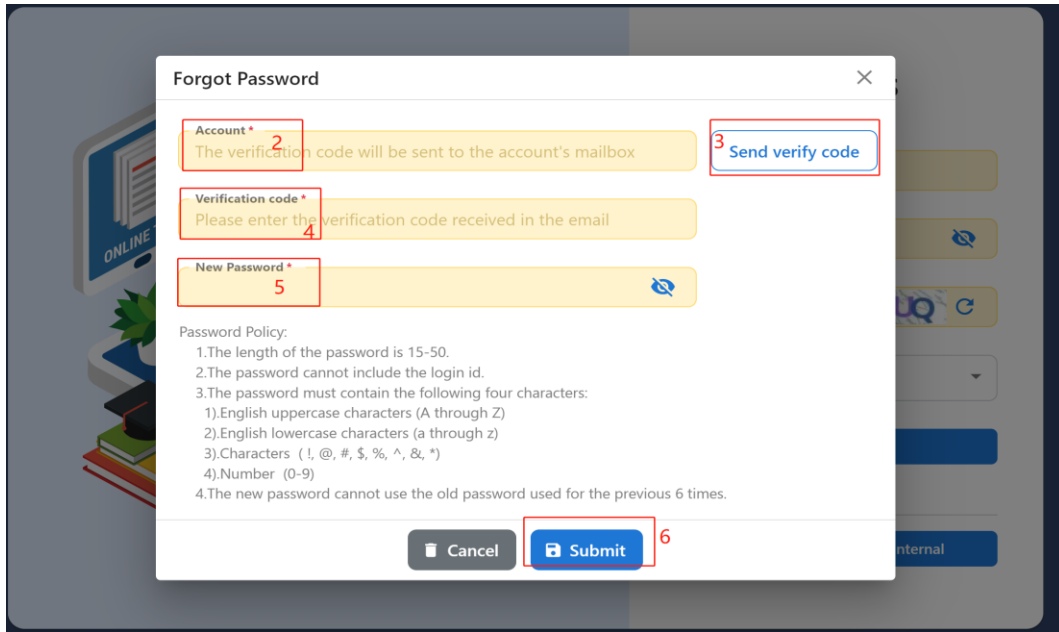 Forgot Password
Account *
2
The verification code will be sent to the account's mailbox
3
Send verify code
Verification code *
Please enter the verification code received in the email
4
New Password *
5
Password Policy:
1.The length of the password is 15-50.
2.The password cannot include the login id.
3.The password must contain the following four characters:
1).English uppercase characters (A through Z)
2).English lowercase characters (a through z)
3).Characters ( !, @, #, $, %, ^, &, *)
4).Number (0-9)
4.The new password cannot use the old password used for the previous 6 times.
Cancel
Submit
6
ONLINE
UQ
nternal